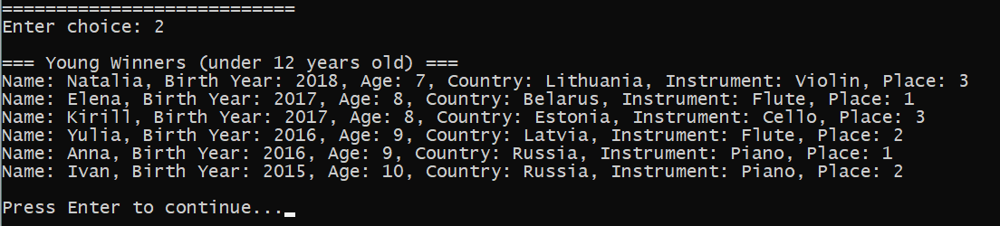 ===========================
Enter choice: 2
=== Young Winners (under 12 years old) ===
Name: Natalia, Birth Year: 2018, Age: 7, Country: Lithuania, Instrument: Violin, Place: 3
Name: Elena, Birth Year: 2017, Age: 8, Country: Belarus, Instrument: Flute, Place: 1
Name: Kirill, Birth Year: 2017, Age: 8, Country: Estonia, Instrument: Cello, Place: 3
Name: Yulia, Birth Year: 2016, Age: 9, Country: Latvia, Instrument: Flute, Place: 2
Name: Anna, Birth Year: 2016, Age: 9, Country: Russia, Instrument: Piano, Place: 1
Name: Ivan, Birth Year: 2015, Age: 10, Country: Russia, Instrument: Piano, Place: 2
Press Enter to continue...